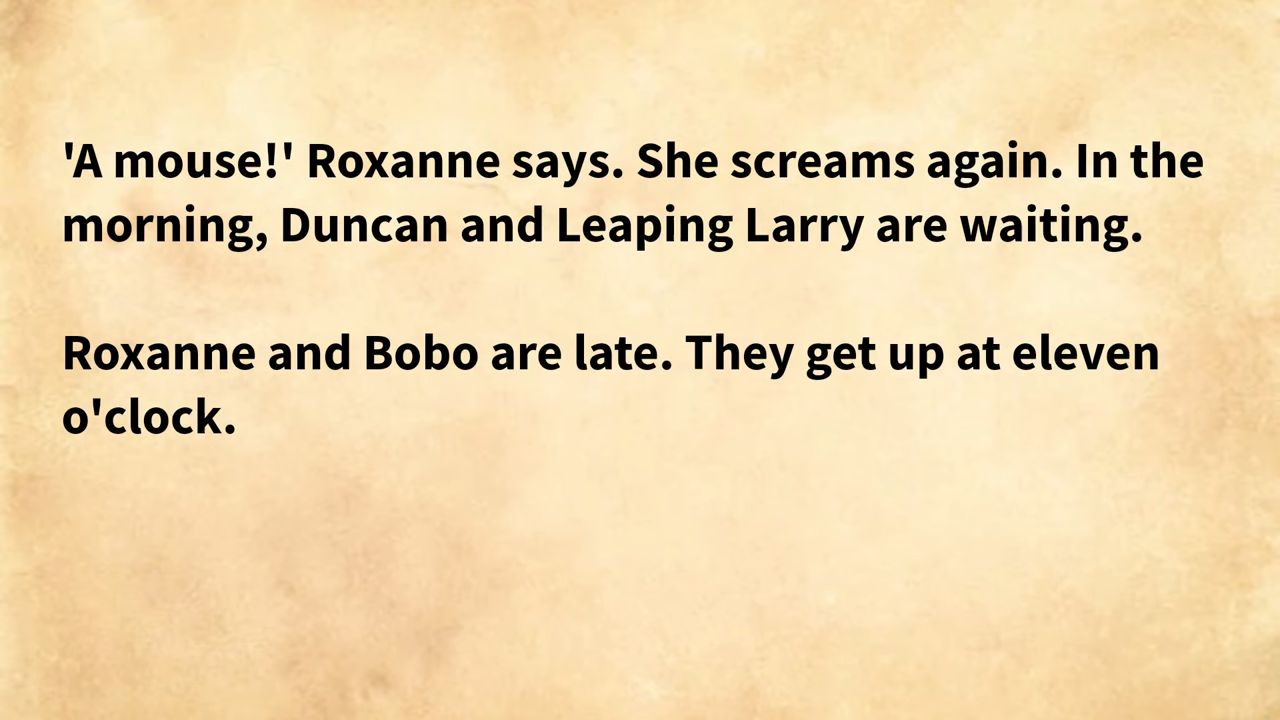 'A mouse!' Roxanne says. She screams again. In the
morning, Duncan and Leaping Larry are waiting.
Roxanne and Bobo are late. They get up at eleven
o'clock.